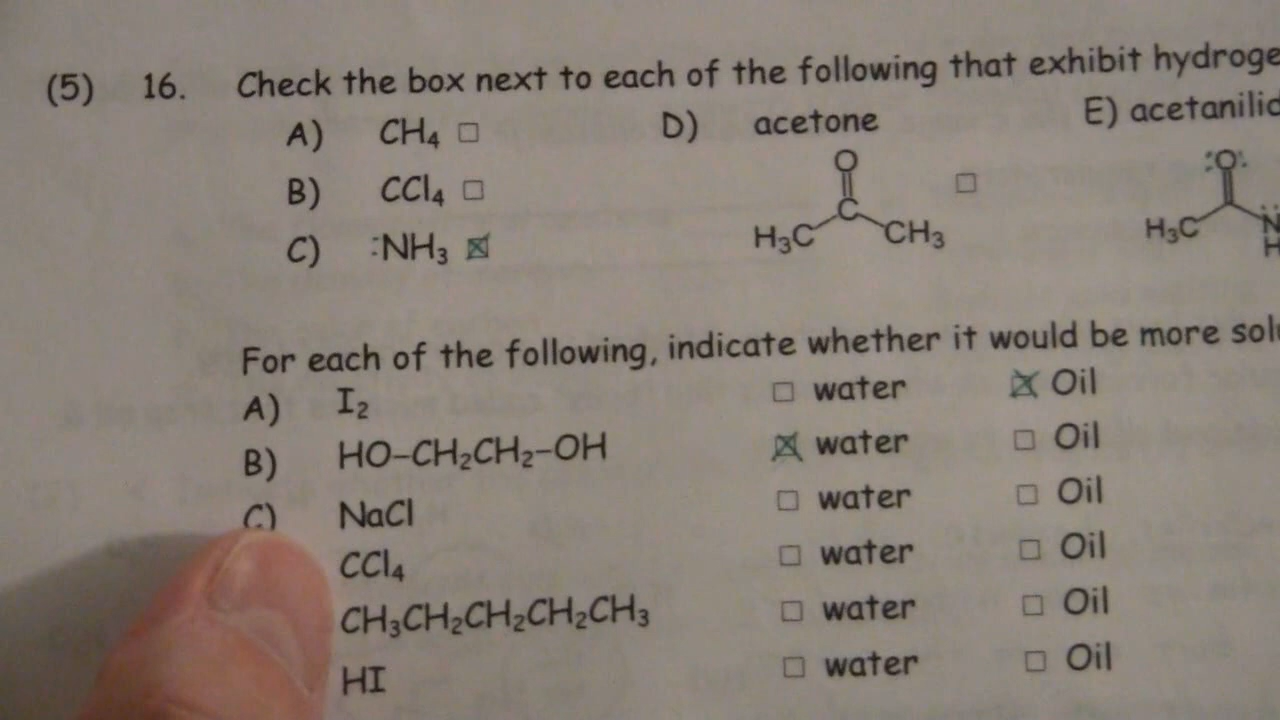 (5) 16. Check the box next to each of the following that exhibit hydroge
A) CH₄ ☐ D) acetone E) acetanilid
B) CCl₄ ☐ O :O:
C) :NH₃ ☒ H₃C C CH₃ ☐ H₃C N H
For each of the following, indicate whether it would be more sol
A) I₂ ☐ water ☒ Oil
B) HO-CH₂CH₂-OH ☒ water ☐ Oil
C) NaCl ☐ water ☐ Oil
CCl₄ ☐ water ☐ Oil
CH₃CH₂CH₂CH₂CH₃ ☐ water ☐ Oil
HI ☐ water ☐ Oil